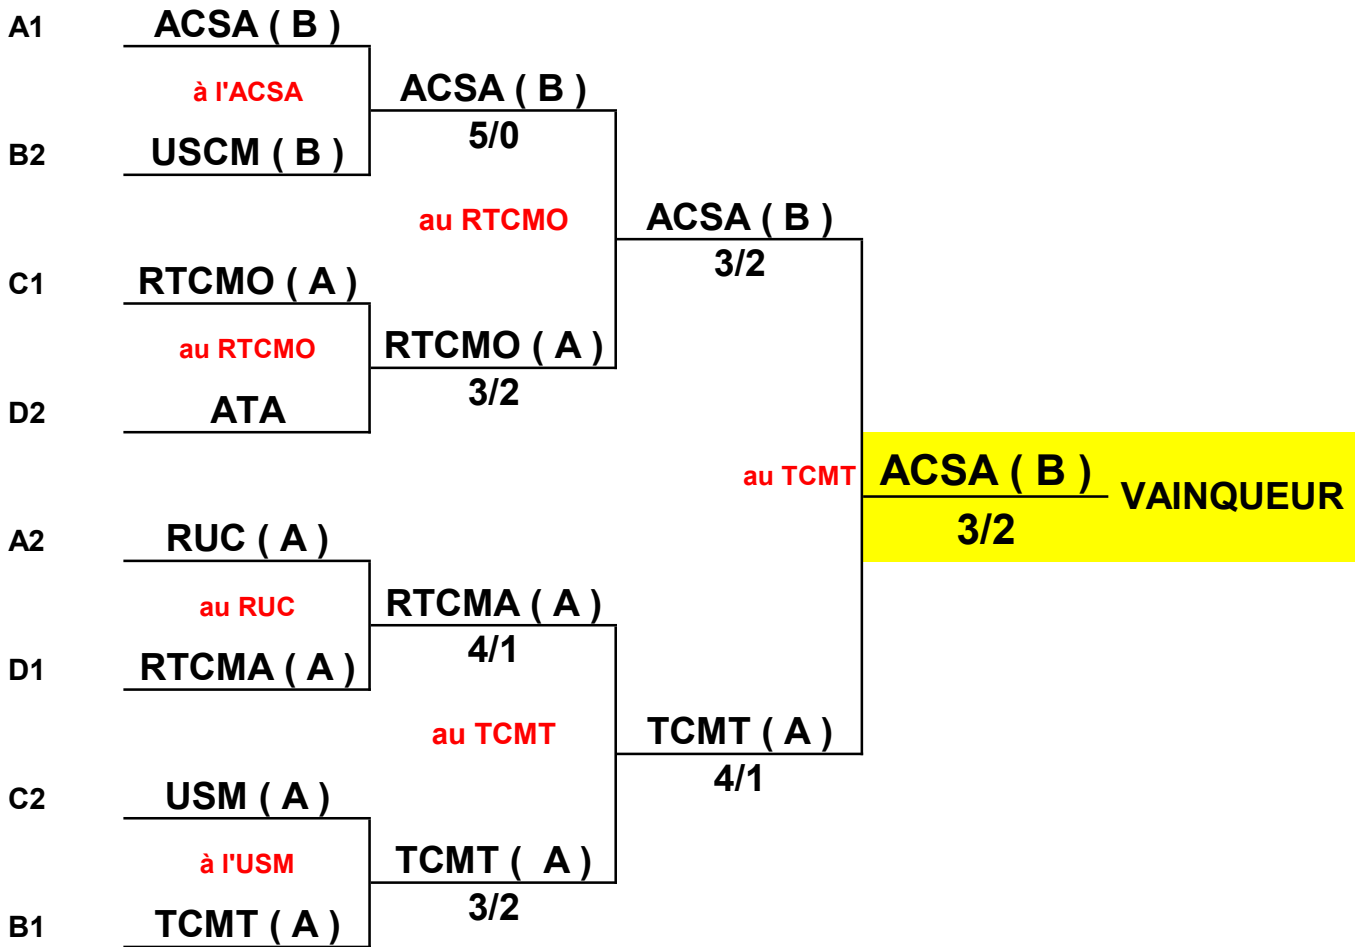 A1 ACSA ( B )
à l'ACSA ACSA ( B )
5/0
B2 USCM ( B )
au RTCMO ACSA ( B )
3/2
C1 RTCMO ( A )
au RTCMO RTCMO ( A )
3/2
D2 ATA
au TCMT ACSA ( B ) VAINQUEUR
3/2
A2 RUC ( A )
au RUC RTCMA ( A )
4/1
D1 RTCMA ( A )
au TCMT TCMT ( A )
4/1
C2 USM ( A )
à l'USM TCMT ( A )
3/2
B1 TCMT ( A )